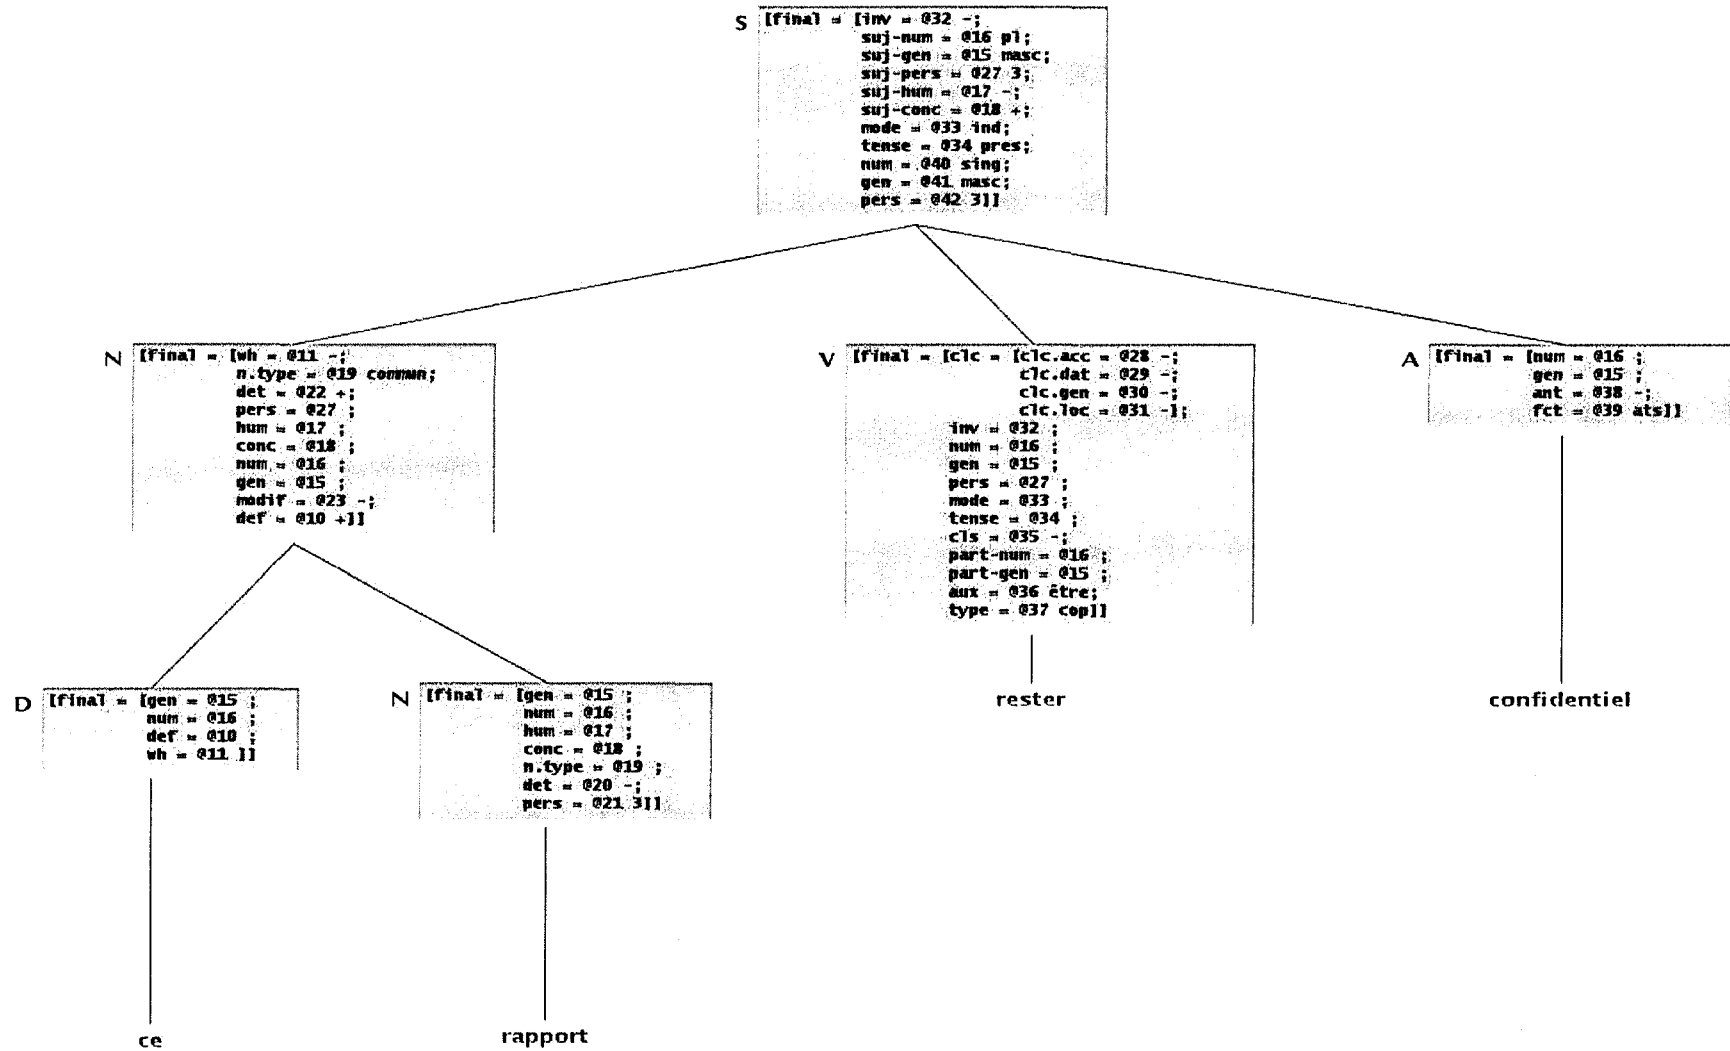 S
[final = [inv = @32 -;
suj-num = @16 pl;
suj-gen = @15 masc;
suj-pers = @27 3;
suj-hum = @17 -;
suj-conc = @18 +;
mode = @33 ind;
tense = @34 pres;
num = @40 sing;
gen = @41 masc;
pers = @42 3]]
N
[final = [wh = @11 -;
n.type = @19 commun;
det = @22 +;
pers = @27 ;
hum = @17 ;
conc = @18 ;
num = @16 ;
gen = @15 ;
modif = @23 -;
def = @10 +]]
V
[final = [clc = [clc.acc = @28 -;
clc.dat = @29 -;
clc.gen = @30 -;
clc.loc = @31 -];
inv = @32 ;
num = @16 ;
gen = @15 ;
pers = @27 ;
mode = @33 ;
tense = @34 ;
cls = @35 -;
part-num = @16 ;
part-gen = @15 ;
aux = @36 être;
type = @37 cop]]
A
[final = [num = @16 ;
gen = @15 ;
ant = @38 -;
fct = @39 ats]]
D
[final = [gen = @15 ;
num = @16 ;
def = @10 ;
wh = @11 ]]
N
[final = [gen = @15 ;
num = @16 ;
hum = @17 ;
conc = @18 ;
n.type = @19 ;
det = @20 -;
pers = @21 3]]
rester
confidentiel
ce
rapport